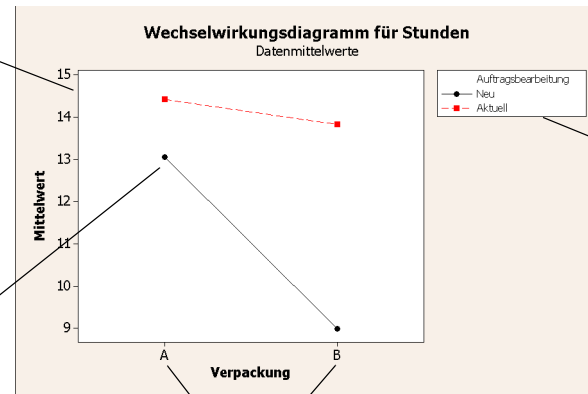 Wechselwirkungsdiagramm für Stunden
Datenmittelwerte
Auftragsbearbeitung
Neu
Aktuell
Mittelwert
15
14
13
12
11
10
9
A B
Verpackung